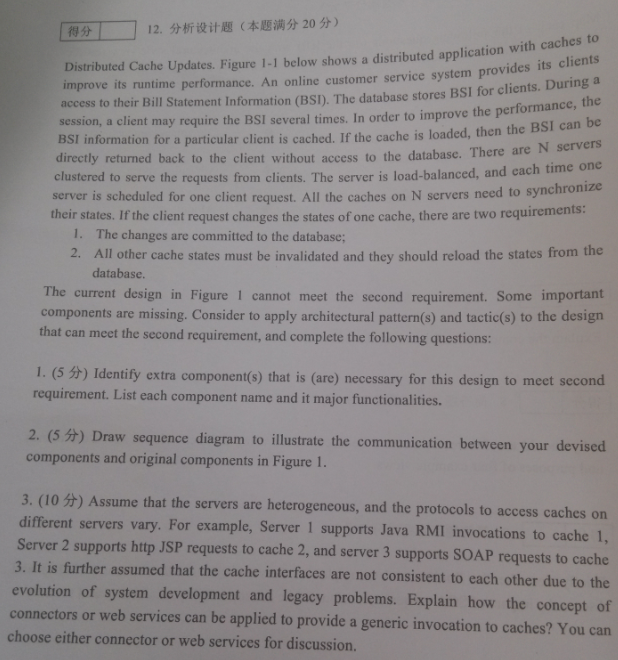 得分
12. 分析设计题（本题满分 20 分）
Distributed Cache Updates. Figure 1-1 below shows a distributed application with caches to
improve its runtime performance. An online customer service system provides its clients
access to their Bill Statement Information (BSI). The database stores BSI for clients. During a
session, a client may require the BSI several times. In order to improve the performance, the
BSI information for a particular client is cached. If the cache is loaded, then the BSI can be
directly returned back to the client without access to the database. There are N servers
clustered to serve the requests from clients. The server is load-balanced, and each time one
server is scheduled for one client request. All the caches on N servers need to synchronize
their states. If the client request changes the states of one cache, there are two requirements:
1. The changes are committed to the database;
2. All other cache states must be invalidated and they should reload the states from the
database.
The current design in Figure 1 cannot meet the second requirement. Some important
components are missing. Consider to apply architectural pattern(s) and tactic(s) to the design
that can meet the second requirement, and complete the following questions:
1. (5 分) Identify extra component(s) that is (are) necessary for this design to meet second
requirement. List each component name and it major functionalities.
2. (5 分) Draw sequence diagram to illustrate the communication between your devised
components and original components in Figure 1.
3. (10 分) Assume that the servers are heterogeneous, and the protocols to access caches on
different servers vary. For example, Server 1 supports Java RMI invocations to cache 1,
Server 2 supports http JSP requests to cache 2, and server 3 supports SOAP requests to cache
3. It is further assumed that the cache interfaces are not consistent to each other due to the
evolution of system development and legacy problems. Explain how the concept of
connectors or web services can be applied to provide a generic invocation to caches? You can
choose either connector or web services for discussion.